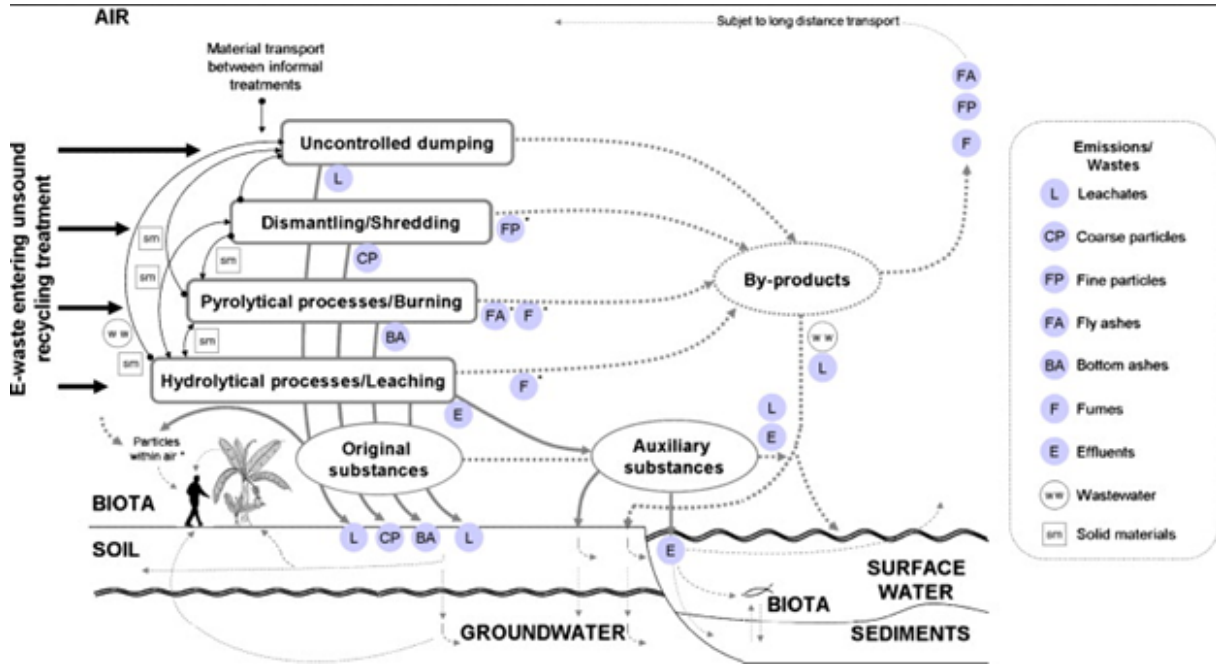 AIR
Subjet to long distance transport
Material transport
between informal
treatments
FA
FP
F
Uncontrolled dumping
L
Dismantling/Shredding
FP*
sm
CP
sm
sm
By-products
Pyrolytical processes/Burning
FA* F*
BA
ww
sm
sm
ww
L
Hydrolytical processes/Leaching
F*
E
E-waste entering unsound
recycling treatment
L
E
Particles
within air *
Original
substances
Auxiliary
substances
BIOTA
SOIL
L CP BA L
E
SURFACE
WATER
BIOTA
GROUNDWATER
SEDIMENTS
Emissions/
Wastes
L Leachates
CP Coarse particles
FP Fine particles
FA Fly ashes
BA Bottom ashes
F Fumes
E Effluents
ww Wastewater
sm Solid materials